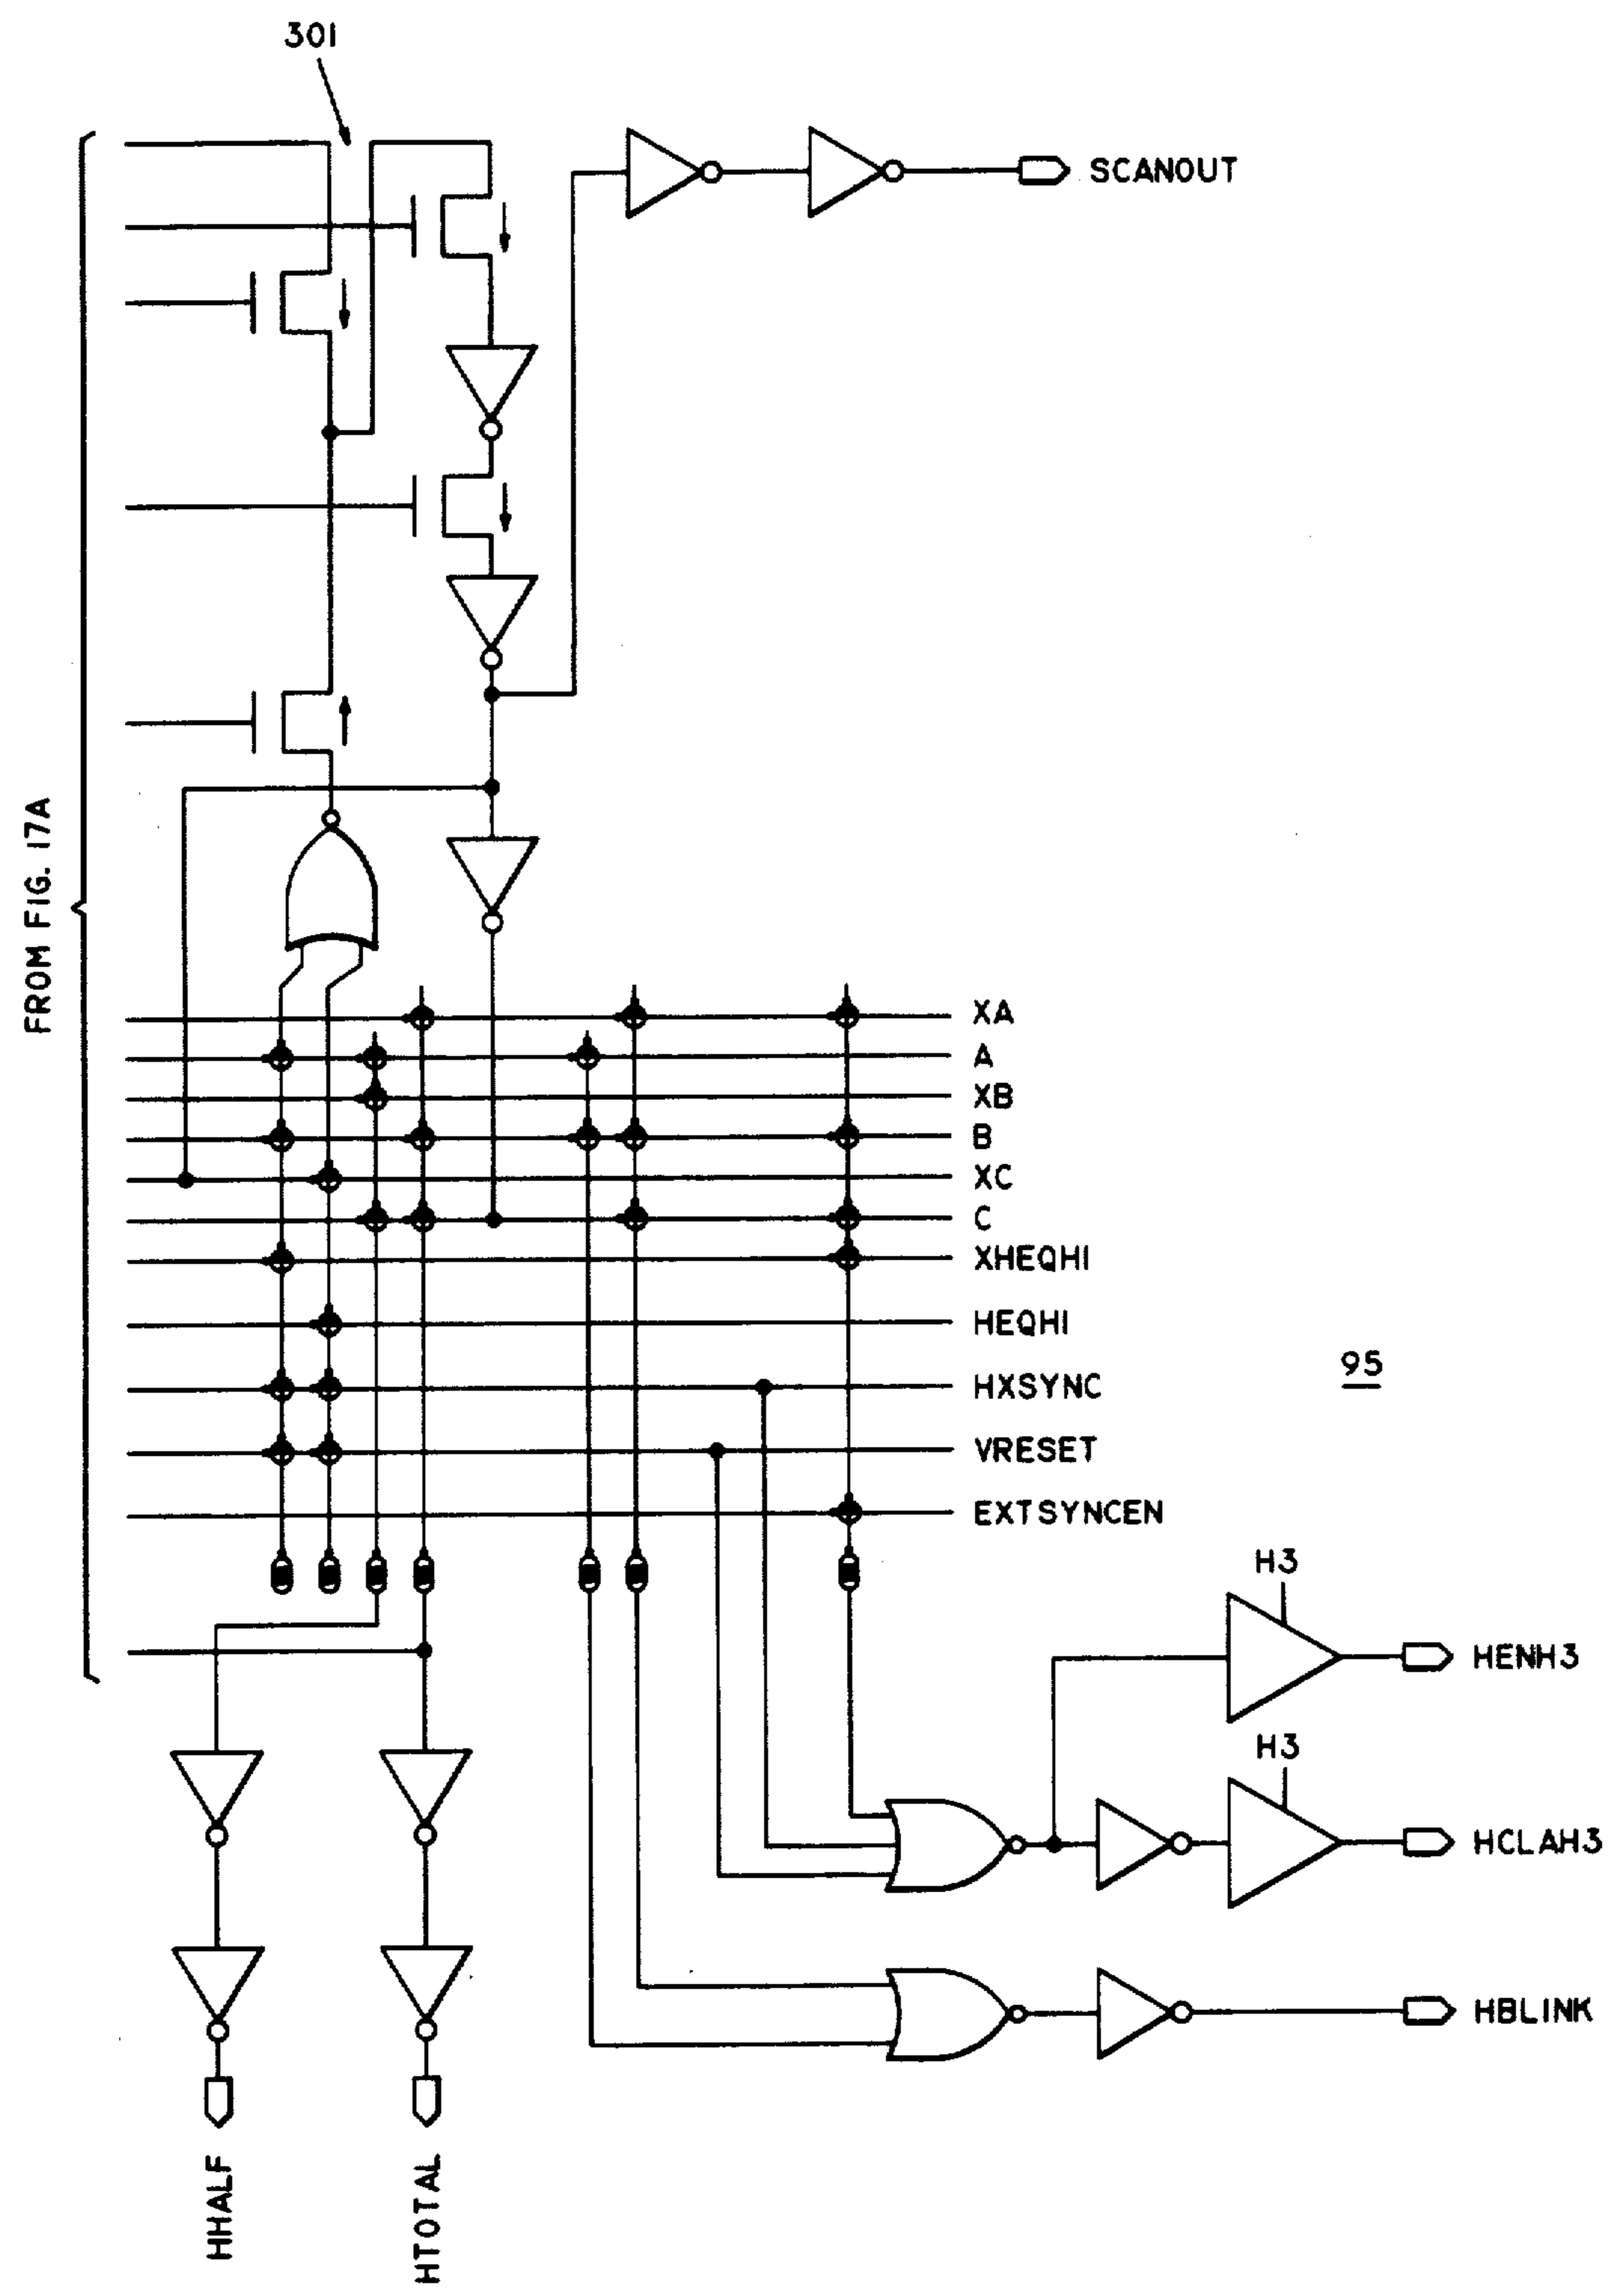 301
SCANOUT
FROM FIG. 17A
XA
A
XB
B
XC
C
XHEQHI
HEQHI
HXSYNC
95
VRESET
EXTSYNCEN
H3
HENH3
H3
HCLAH3
HBLINK
HHALF
HTOTAL